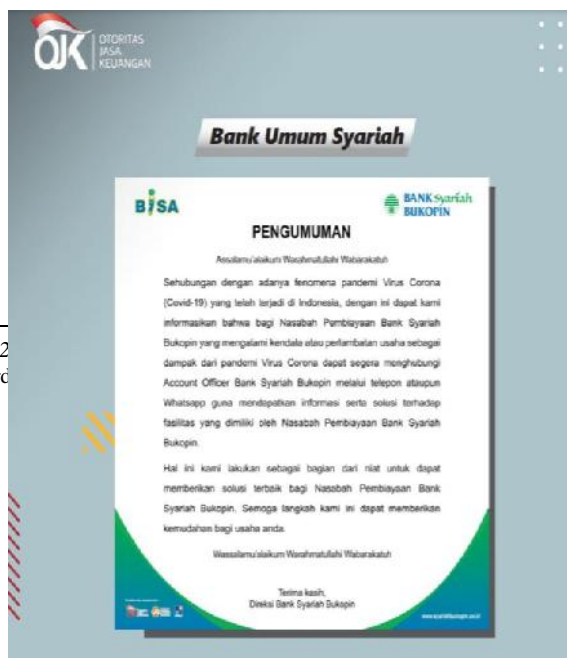 OJK
OTORITAS
JASA
KEUANGAN
Bank Umum Syariah
BISA
BANK syariah
BUKOPIN
PENGUMUMAN
Assalamu'alaikum Warahmatullahi Wabarakatuh
Sehubungan dengan adanya fenomena pandemi Virus Corona
(Covid-19) yang telah terjadi di Indonesia, dengan ini dapat kami
informasikan bahwa bagi Nasabah Pembiayaan Bank Syariah
Bukopin yang mengalami kendala atau perlambatan usaha sebagai
dampak dari pandemi Virus Corona dapat segera menghubungi
Account Officer Bank Syariah Bukopin melalui telepon ataupun
Whatsapp guna mendapatkan informasi serta solusi terhadap
fasilitas yang dimiliki oleh Nasabah Pembiayaan Bank Syariah
Bukopin.
Hal ini kami lakukan sebagai bagian dari niat untuk dapat
memberikan solusi terbaik bagi Nasabah Pembiayaan Bank
Syariah Bukopin. Semoga langkah kami ini dapat memberikan
kemudahan bagi usaha anda.
Wassalamu'alaikum Warahmatullahi Wabarakatuh
Terima kasih,
Direksi Bank Syariah Bukopin
www.syariahbukopin.co.id